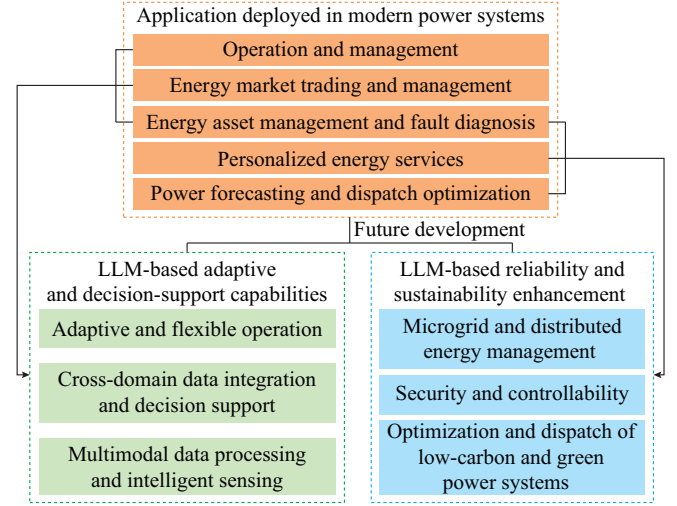 Application deployed in modern power systems
Operation and management
Energy market trading and management
Energy asset management and fault diagnosis
Personalized energy services
Power forecasting and dispatch optimization
Future development
LLM-based adaptive
and decision-support capabilities
Adaptive and flexible operation
Cross-domain data integration
and decision support
Multimodal data processing
and intelligent sensing
LLM-based reliability and
sustainability enhancement
Microgrid and distributed
energy management
Security and controllability
Optimization and dispatch of
low-carbon and green
power systems